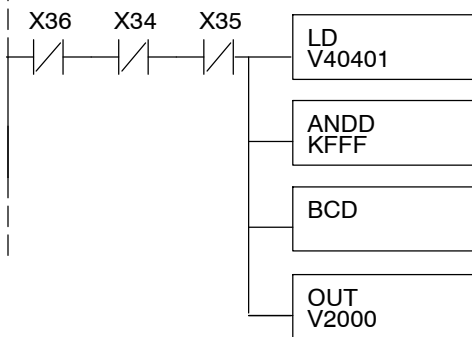 X36 X34 X35
LD
V40401
ANDD
KFFF
BCD
OUT
V2000